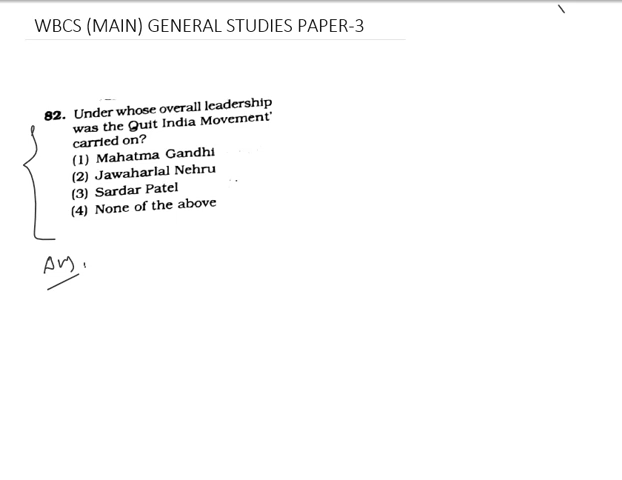 WBCS (MAIN) GENERAL STUDIES PAPER-3
82. Under whose overall leadership
was the Quit India Movement'
carried on?
(1) Mahatma Gandhi
(2) Jawaharlal Nehru
(3) Sardar Patel
(4) None of the above
Ans.